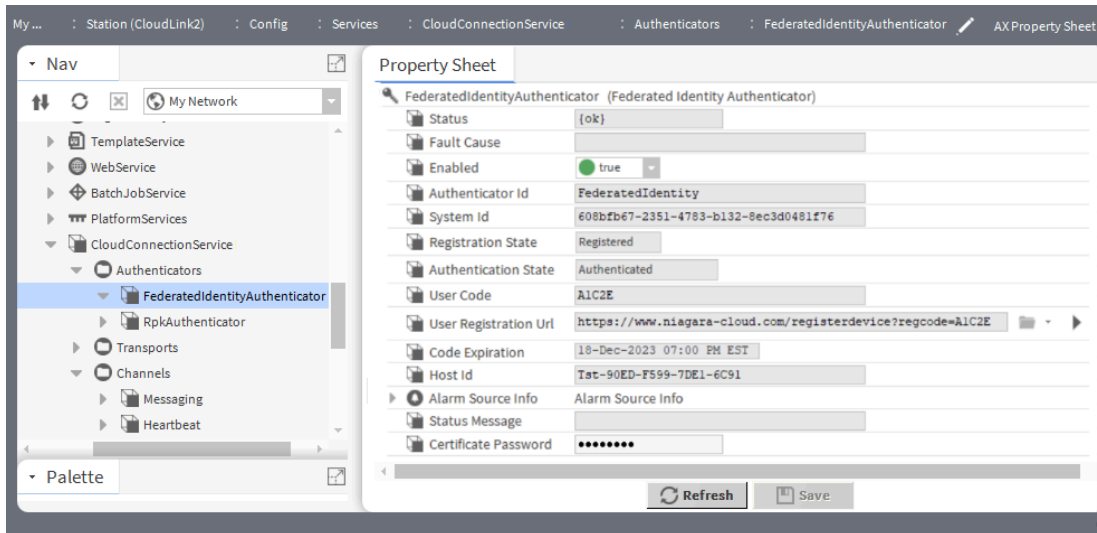 My ... : Station (CloudLink2) : Config : Services : CloudConnectionService : Authenticators : FederatedIdentityAuthenticator AX Property Sheet
Nav
My Network
TemplateService
WebService
BatchJobService
PlatformServices
CloudConnectionService
Authenticators
FederatedIdentityAuthenticator
RpkAuthenticator
Transports
Channels
Messaging
Heartbeat
Palette
Property Sheet
FederatedIdentityAuthenticator (Federated Identity Authenticator)
Status {ok}
Fault Cause
Enabled true
Authenticator Id FederatedIdentity
System Id 608bfb67-2351-4783-b132-8ec3d0481f76
Registration State Registered
Authentication State Authenticated
User Code A1C2E
User Registration Url https://www.niagara-cloud.com/registerdevice?regcode=A1C2E
Code Expiration 18-Dec-2023 07:00 PM EST
Host Id Tst-90ED-F599-7DE1-6C91
Alarm Source Info Alarm Source Info
Status Message
Certificate Password ••••••••
Refresh Save